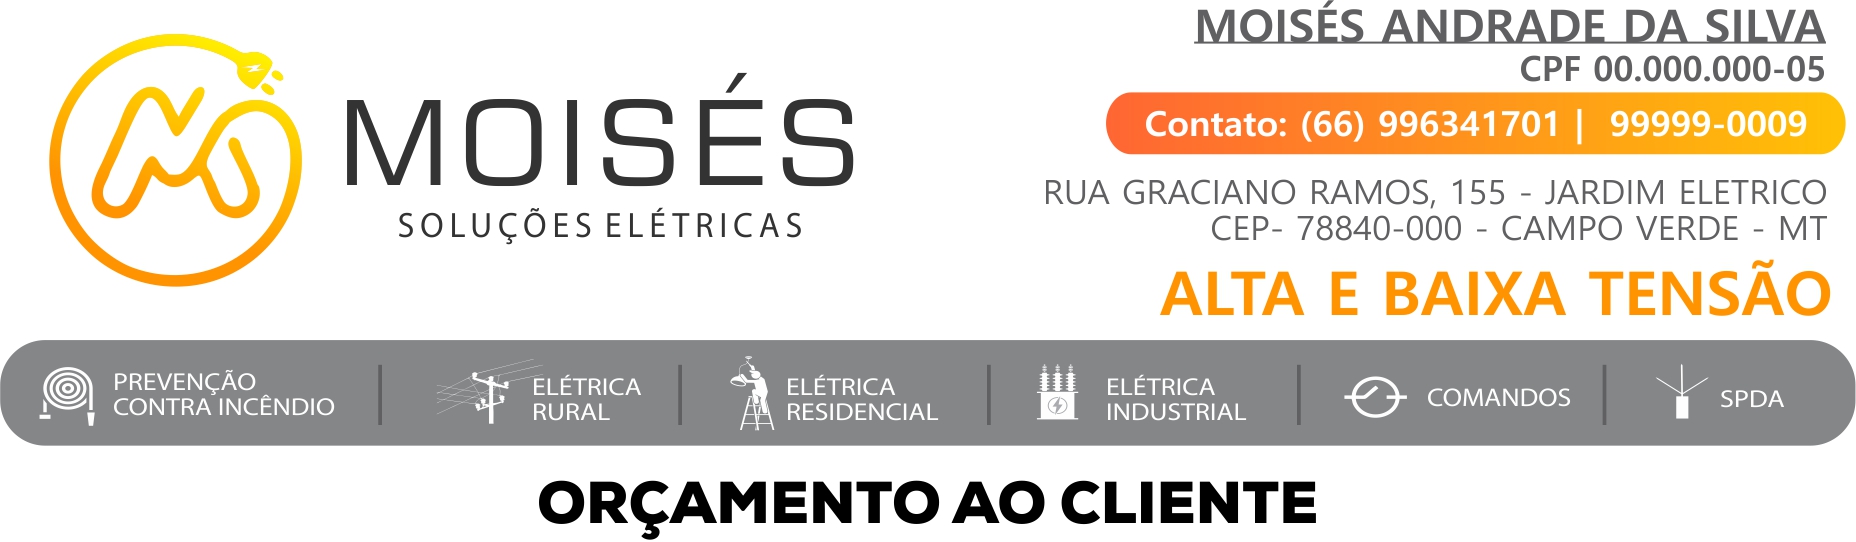 MOISÉS
SOLUÇÕES ELÉTRICAS
MOISÉS ANDRADE DA SILVA
CPF 00.000.000-05
Contato: (66) 996341701 | 99999-0009
RUA GRACIANO RAMOS, 155 - JARDIM ELETRICO
CEP- 78840-000 - CAMPO VERDE - MT
ALTA E BAIXA TENSÃO
PREVENÇÃO
CONTRA INCÊNDIO
ELÉTRICA
RURAL
ELÉTRICA
RESIDENCIAL
ELÉTRICA
INDUSTRIAL
COMANDOS
SPDA
ORÇAMENTO AO CLIENTE